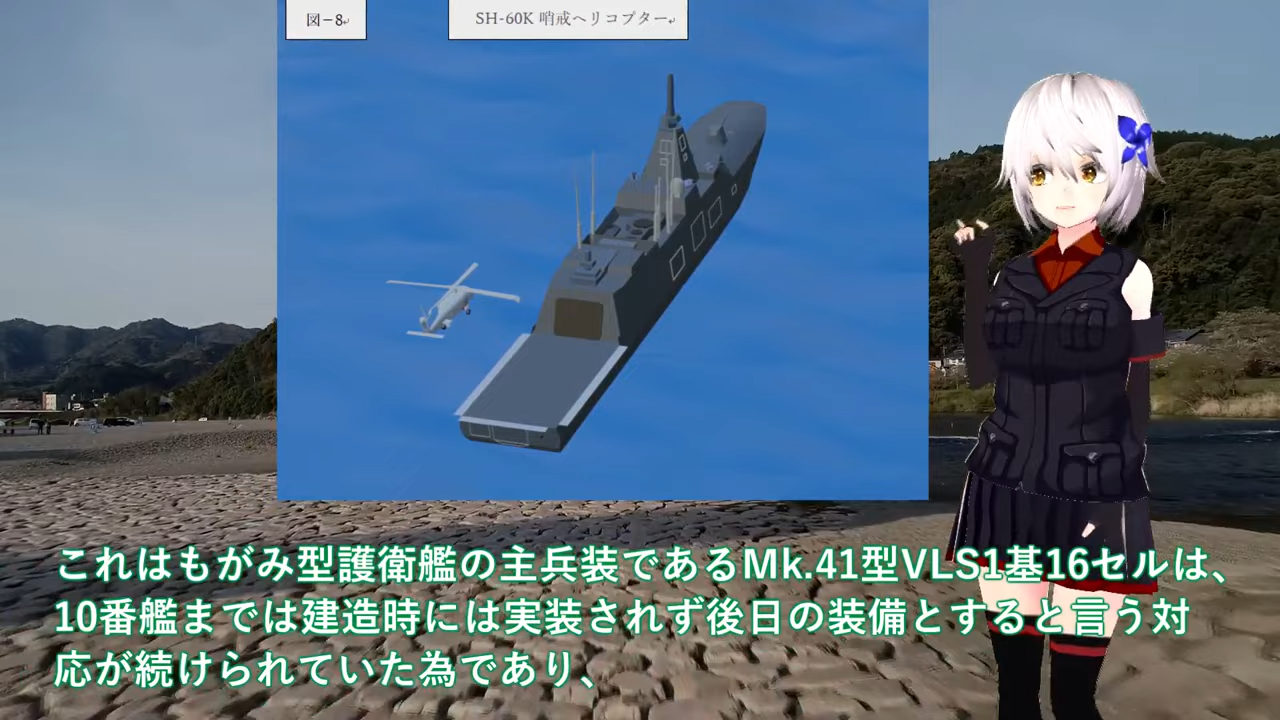 図－8
SH-60K 哨戒ヘリコプター
これはもがみ型護衛艦の主兵装であるMk.41型VLS1基16セルは、
10番艦までは建造時には実装されず後日の装備とすると言う対
応が続けられていた為であり、